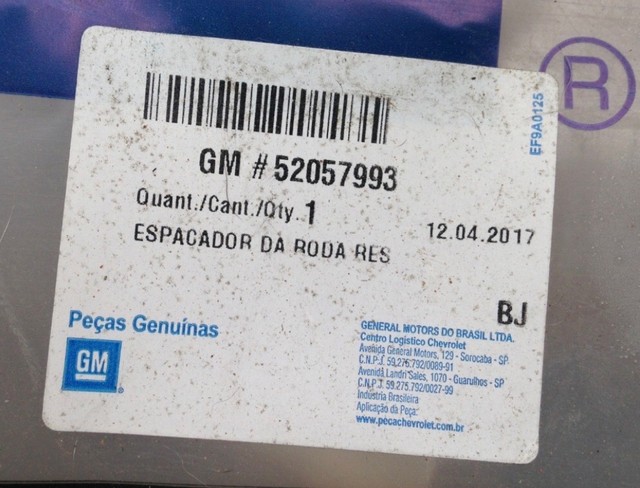 ®
EF9A0125
GM # 52057993
Quant./Cant./Qty. 1
12.04.2017
ESPACADOR DA RODA RES
BJ
Peças Genuínas
GM
GENERAL MOTORS DO BRASIL LTDA.
Centro Logístico Chevrolet
Avenida General Motors, 129 - Sorocaba - SP.
C.N.P.J. 59.275.792/0089-91
Avenida Landri Sales, 1070 - Guarulhos - SP
C.N.P.J. 59.275.792/0027-99
Indústria Brasileira
Aplicação da Peça:
www.pecachevrolet.com.br